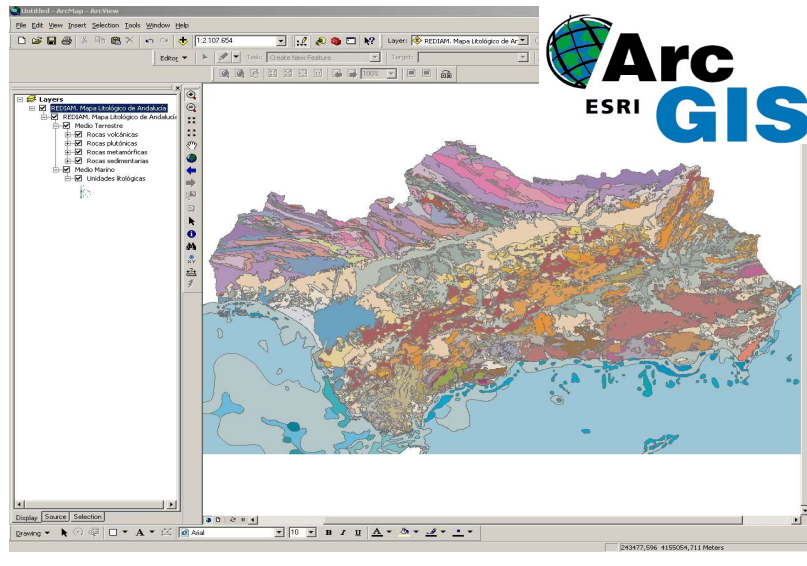 Untitled - ArcMap - ArcView
File Edit View Insert Selection Tools Window Help
1:2.107.654
Layer: REDIAM. Mapa Litológico de Ar
Editor
Task: Create New Feature
Target:
100%
Arc
ESRI
GIS
Layers
REDIAM. Mapa Litológico de Andalucía
REDIAM. Mapa Litológico de Andalucí
Medio Terrestre
Rocas volcánicas
Rocas plutónicas
Rocas metamórficas
Rocas sedimentarias
Medio Marino
Unidades litológicas
Display Source Selection
Drawing
A
Arial
10
B I U A
243477,596 4155054,711 Meters